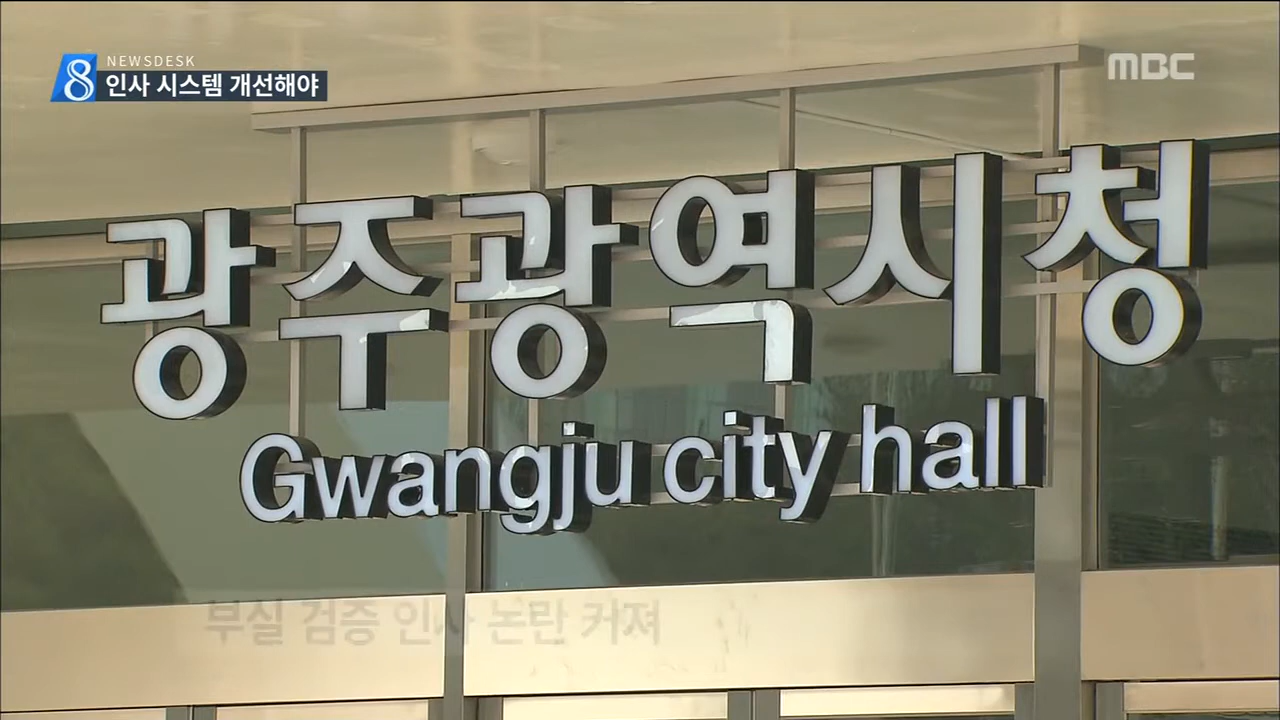 NEWSDESK
8 인사 시스템 개선해야
MBC
광주광역시청
Gwangju city hall
부실 검증 인사 논란 커져